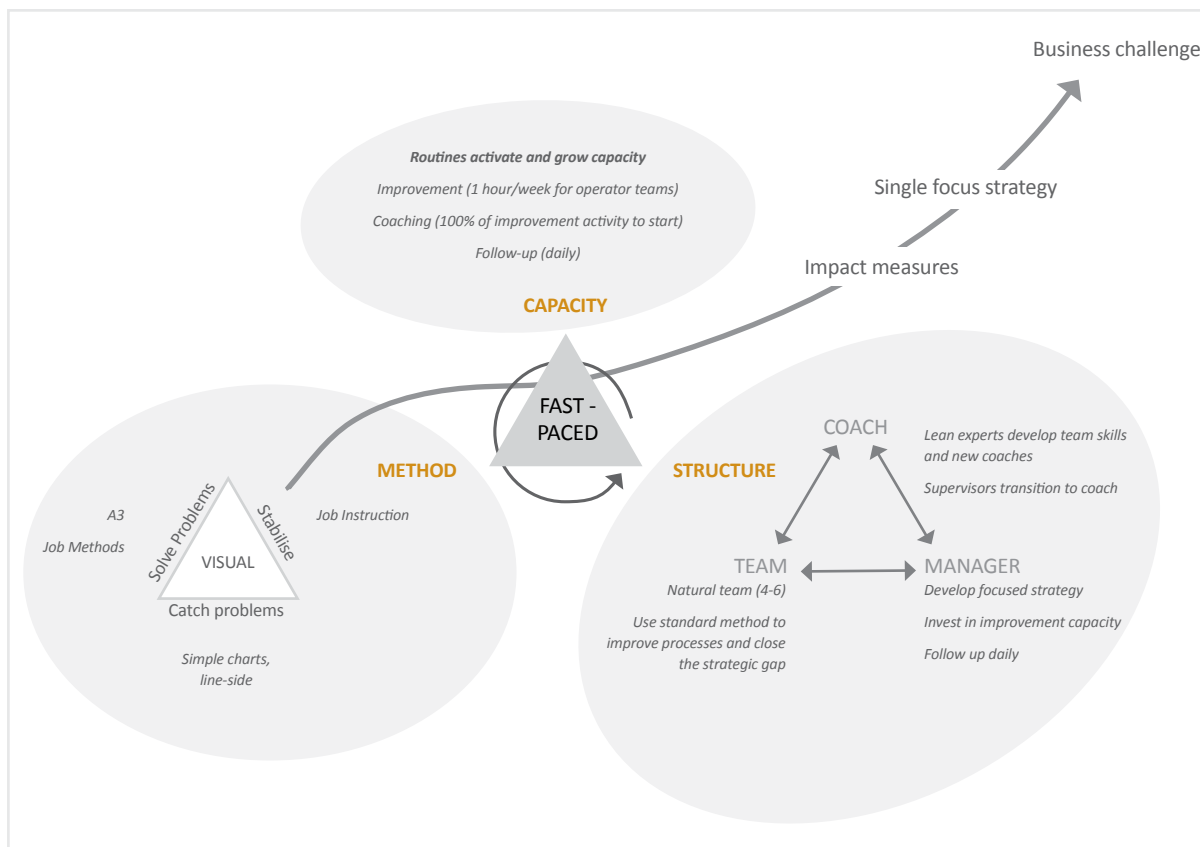 Business challenge
Single focus strategy
Impact measures
Routines activate and grow capacity
Improvement (1 hour/week for operator teams)
Coaching (100% of improvement activity to start)
Follow-up (daily)
CAPACITY
FAST -
PACED
METHOD
A3
Job Methods
Solve Problems
Stabilise
VISUAL
Catch problems
Job Instruction
Simple charts,
line-side
STRUCTURE
COACH
Lean experts develop team skills
and new coaches
Supervisors transition to coach
TEAM
Natural team (4-6)
Use standard method to
improve processes and close
the strategic gap
MANAGER
Develop focused strategy
Invest in improvement capacity
Follow up daily